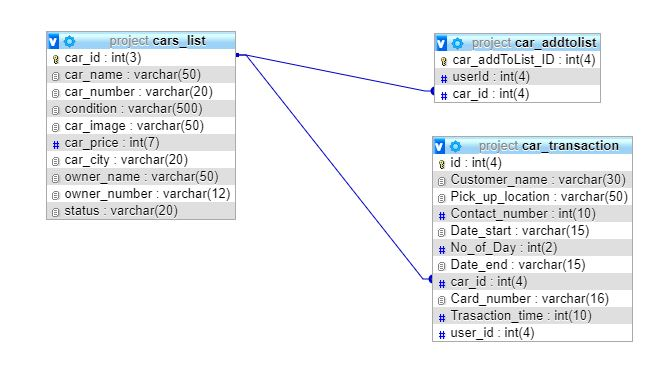 project cars_list
car_id : int(3)
car_name : varchar(50)
car_number : varchar(20)
condition : varchar(500)
car_image : varchar(50)
car_price : int(7)
car_city : varchar(20)
owner_name : varchar(50)
owner_number : varchar(12)
status : varchar(20)
project car_addtolist
car_addToList_ID : int(4)
userId : int(4)
car_id : int(4)
project car_transaction
id : int(4)
Customer_name : varchar(30)
Pick_up_location : varchar(50)
Contact_number : int(10)
Date_start : varchar(15)
No_of_Day : int(2)
Date_end : varchar(15)
car_id : int(4)
Card_number : varchar(16)
Trasaction_time : int(10)
user_id : int(4)